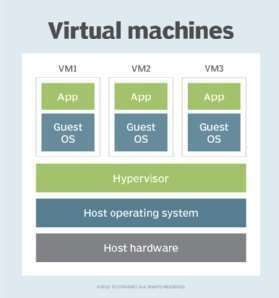 Virtual machines
VM1 VM2 VM3
App App App
Guest Guest Guest
OS OS OS
Hypervisor
Host operating system
Host hardware